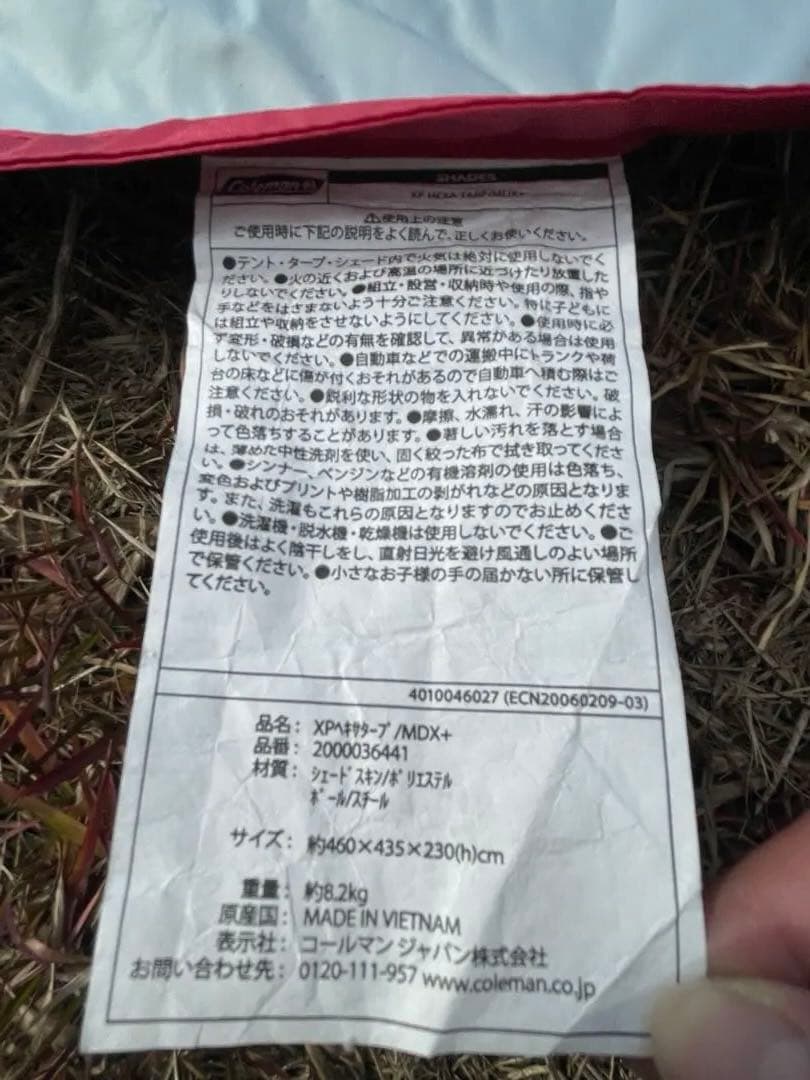 Coleman
SHADES
XP HEXA TARP/MDX+
⚠使用上の注意
ご使用時に下記の説明をよく読んで、正しくお使いください。
●テント・タープ・シェード内で火気は絶対に使用しないでく
ださい。●火の近くおよび高温の場所に近づけたり放置した
りしないでください。●組立・設営・収納時や使用の際、指や
手などをはさまないよう十分ご注意ください。特に子どもに
は組立や収納をさせないようにしてください。●使用時に必
ず変形・破損などの有無を確認して、異常がある場合は使用
しないでください。●自動車などでの運搬中にトランクや荷
台の床などに傷が付くおそれがあるので自動車へ積む際はご
注意ください。●鋭利な形状の物を入れないでください。破
損・破れのおそれがあります。●摩擦、水濡れ、汗の影響によ
って色落ちすることがあります。●著しい汚れを落とす場合
は、薄めた中性洗剤を使い、固く絞った布で拭き取ってくださ
い。●シンナー、ベンジンなどの有機溶剤の使用は色落ち、
変色およびプリントや樹脂加工の剥がれなどの原因となりま
す。また、洗濯もこれらの原因となりますのでお止めくださ
い。●洗濯機・脱水機・乾燥機は使用しないでください。●ご
使用後はよく陰干しをし、直射日光を避け風通しのよい場所
で保管ください。●小さなお子様の手の届かない所に保管し
てください。
4010046027 (ECN20060209-03)
品名： XPﾍｷｻﾀｰﾌﾟ/MDX+
品番： 2000036441
材質： ｼｪｰﾄﾞｽｷﾝ/ﾎﾟﾘｴｽﾃﾙ
ﾎﾟｰﾙ/ｽﾁｰﾙ
サイズ： 約460×435×230(h)cm
重量： 約8.2kg
原産国： MADE IN VIETNAM
表示社： コールマン ジャパン株式会社
お問い合わせ先： 0120-111-957 www.coleman.co.jp